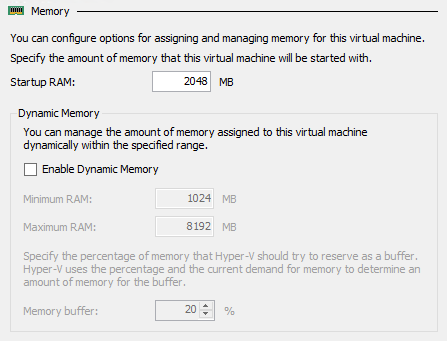 Memory
You can configure options for assigning and managing memory for this virtual machine.
Specify the amount of memory that this virtual machine will be started with.
Startup RAM: 2048 MB
Dynamic Memory
You can manage the amount of memory assigned to this virtual machine
dynamically within the specified range.
Enable Dynamic Memory
Minimum RAM: 1024 MB
Maximum RAM: 8192 MB
Specify the percentage of memory that Hyper-V should try to reserve as a buffer.
Hyper-V uses the percentage and the current demand for memory to determine an
amount of memory for the buffer.
Memory buffer: 20 %